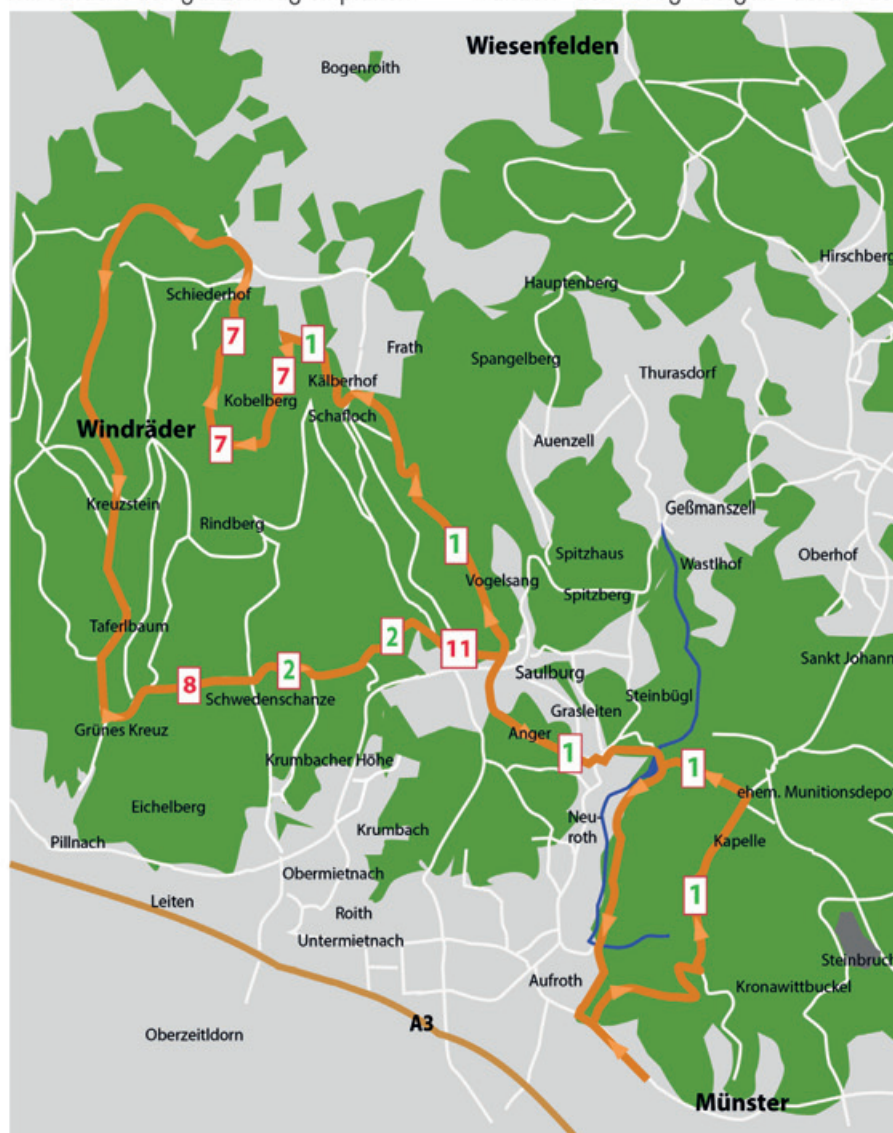 Wiesenfelden
Bogenroith
Hirschberg
Hauptenberg
Schiederhof
7
1
Frath
Spangelberg
7
Kälberhof
Thurasdorf
Kobelberg
Schafloch
Windräder
7
Auenzell
Kreuzstein
Geßmanszell
Rindberg
1
Spitzhaus
Wastlhof
Oberhof
Vogelsang
Spitzberg
Taferlbaum
2
11
Sankt Johann
2
Saulburg
8
Schwedenschanze
Steinbügl
Grasleiten
Grünes Kreuz
Anger
1
Krumbacher Höhe
1
ehem. Munitionsdepot
Eichelberg
Krumbach
Neu-
roth
Kapelle
Pillnach
Obermietnach
1
Leiten
Roith
Untermietnach
Steinbruch
Aufroth
Kronawittbuckel
A3
Oberzeitldorn
Münster